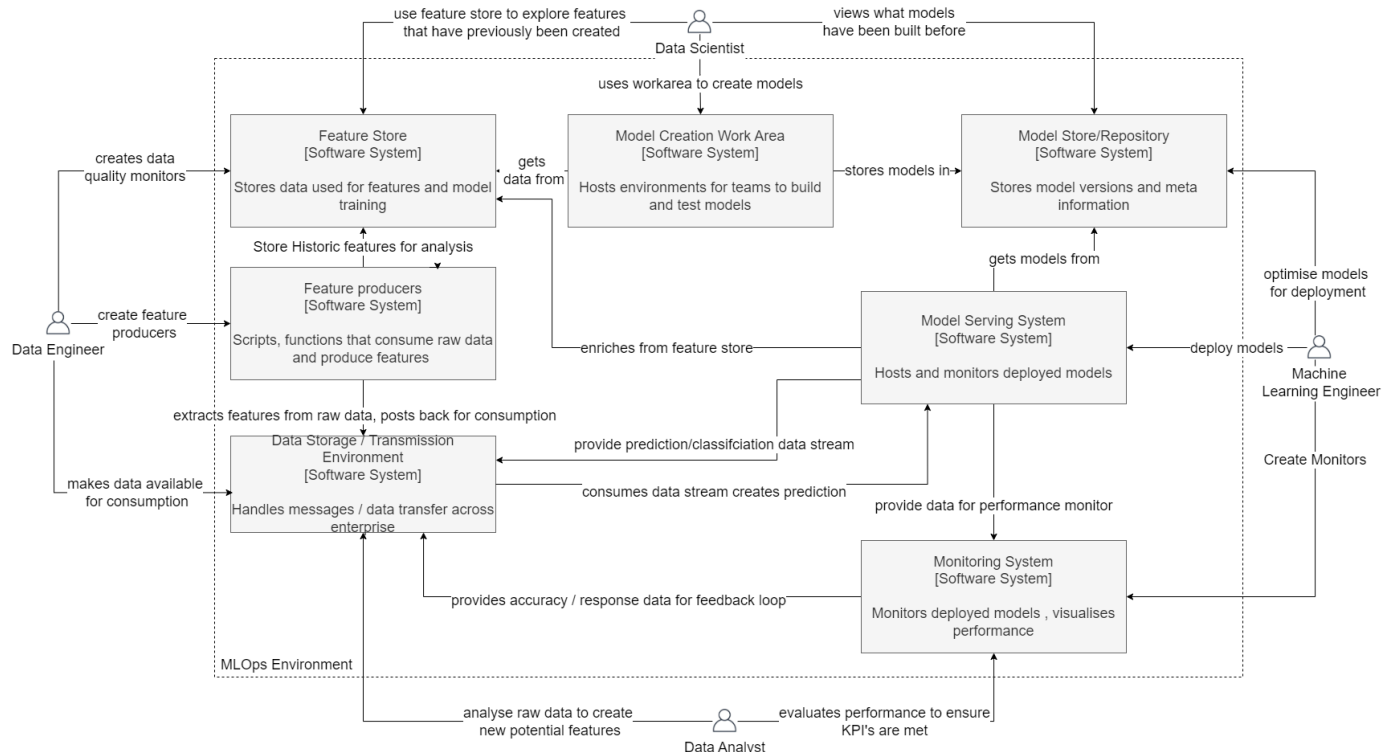 use feature store to explore features
that have previously been created
views what models
have been built before
Data Scientist
uses workarea to create models
Feature Store
[Software System]
Stores data used for features and model
training
gets
data from
Model Creation Work Area
[Software System]
Hosts environments for teams to build
and test models
stores models in
Model Store/Repository
[Software System]
Stores model versions and meta
information
creates data
quality monitors
Store Historic features for analysis
gets models from
optimise models
for deployment
Feature producers
[Software System]
Scripts, functions that consume raw data
and produce features
create feature
producers
Data Engineer
enriches from feature store
Model Serving System
[Software System]
Hosts and monitors deployed models
deploy models
Machine
Learning Engineer
extracts features from raw data, posts back for consumption
Data Storage / Transmission
Environment
[Software System]
Handles messages / data transfer across
enterprise
makes data available
for consumption
provide prediction/classifciation data stream
consumes data stream creates prediction
Create Monitors
provide data for performance monitor
Monitoring System
[Software System]
Monitors deployed models , visualises
performance
provides accuracy / response data for feedback loop
MLOps Environment
analyse raw data to create
new potential features
evaluates performance to ensure
KPI's are met
Data Analyst